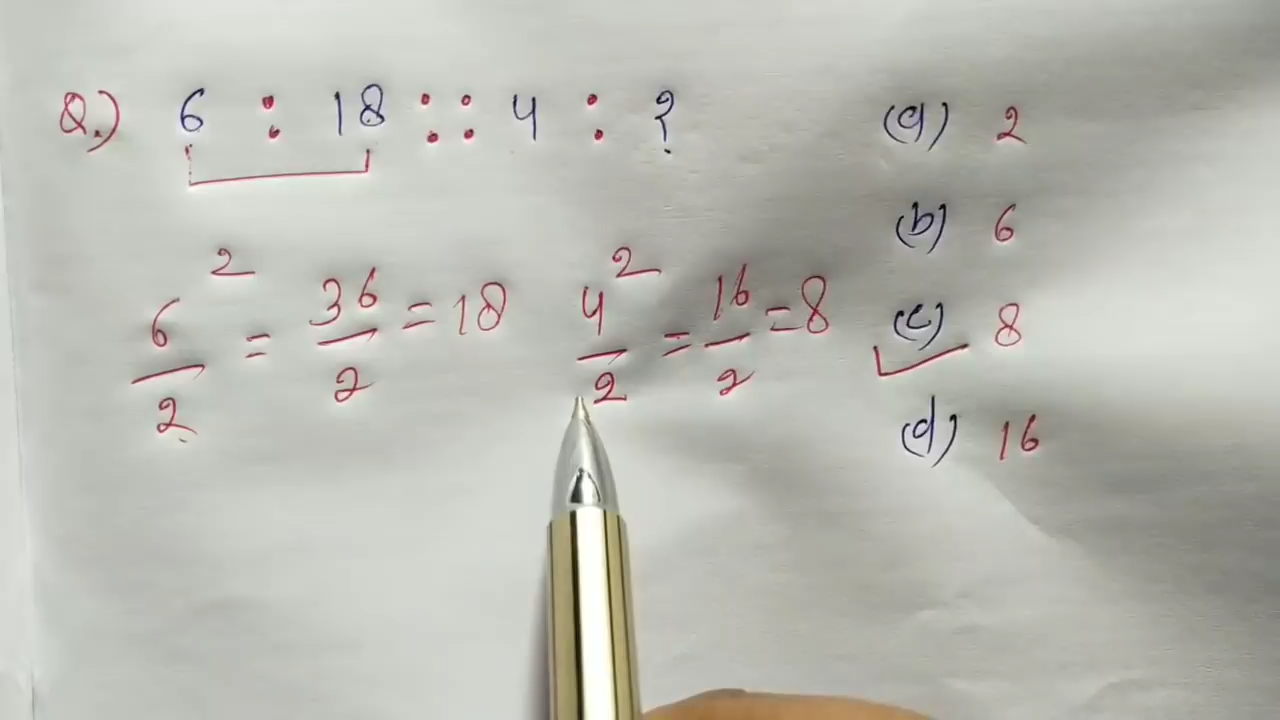 Q.) 6 : 18 :: 4 : ?
(a) 2
(b) 6
(c) 8
(d) 16
6²/2 = 36/2 = 18
4²/2 = 16/2 = 8